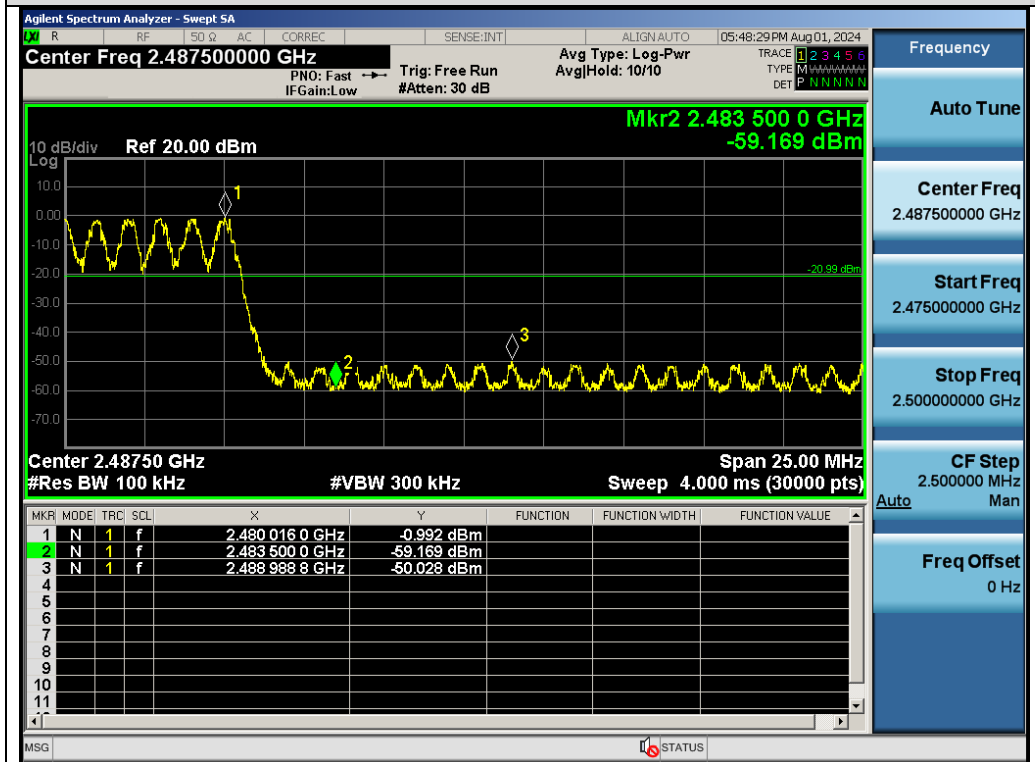 Agilent Spectrum Analyzer - Swept SA
LXI R RF 50 Ω AC CORREC SENSE:INT ALIGN AUTO 05:48:29 PM Aug 01, 2024
Center Freq 2.487500000 GHz
PNO: Fast
IFGain:Low
Trig: Free Run
#Atten: 30 dB
Avg Type: Log-Pwr
Avg|Hold: 10/10
TRACE 1 2 3 4 5 6
TYPE M
DET P N N N N N
Mkr2 2.483 500 0 GHz
-59.169 dBm
10 dB/div Ref 20.00 dBm
Log
10.0
0.00
-10.0
-20.0
-30.0
-40.0
-50.0
-60.0
-70.0
1
-20.99 dBm
3
2
Center 2.48750 GHz Span 25.00 MHz
#Res BW 100 kHz #VBW 300 kHz Sweep 4.000 ms (30000 pts)
MKR MODE TRC SCL X Y FUNCTION FUNCTION WIDTH FUNCTION VALUE
1 N 1 f 2.480 016 0 GHz -0.992 dBm
2 N 1 f 2.483 500 0 GHz -59.169 dBm
3 N 1 f 2.488 988 8 GHz -50.028 dBm
4
5
6
7
8
9
10
11
MSG STATUS
Frequency
Auto Tune
Center Freq
2.487500000 GHz
Start Freq
2.475000000 GHz
Stop Freq
2.500000000 GHz
CF Step
2.500000 MHz
Auto Man
Freq Offset
0 Hz